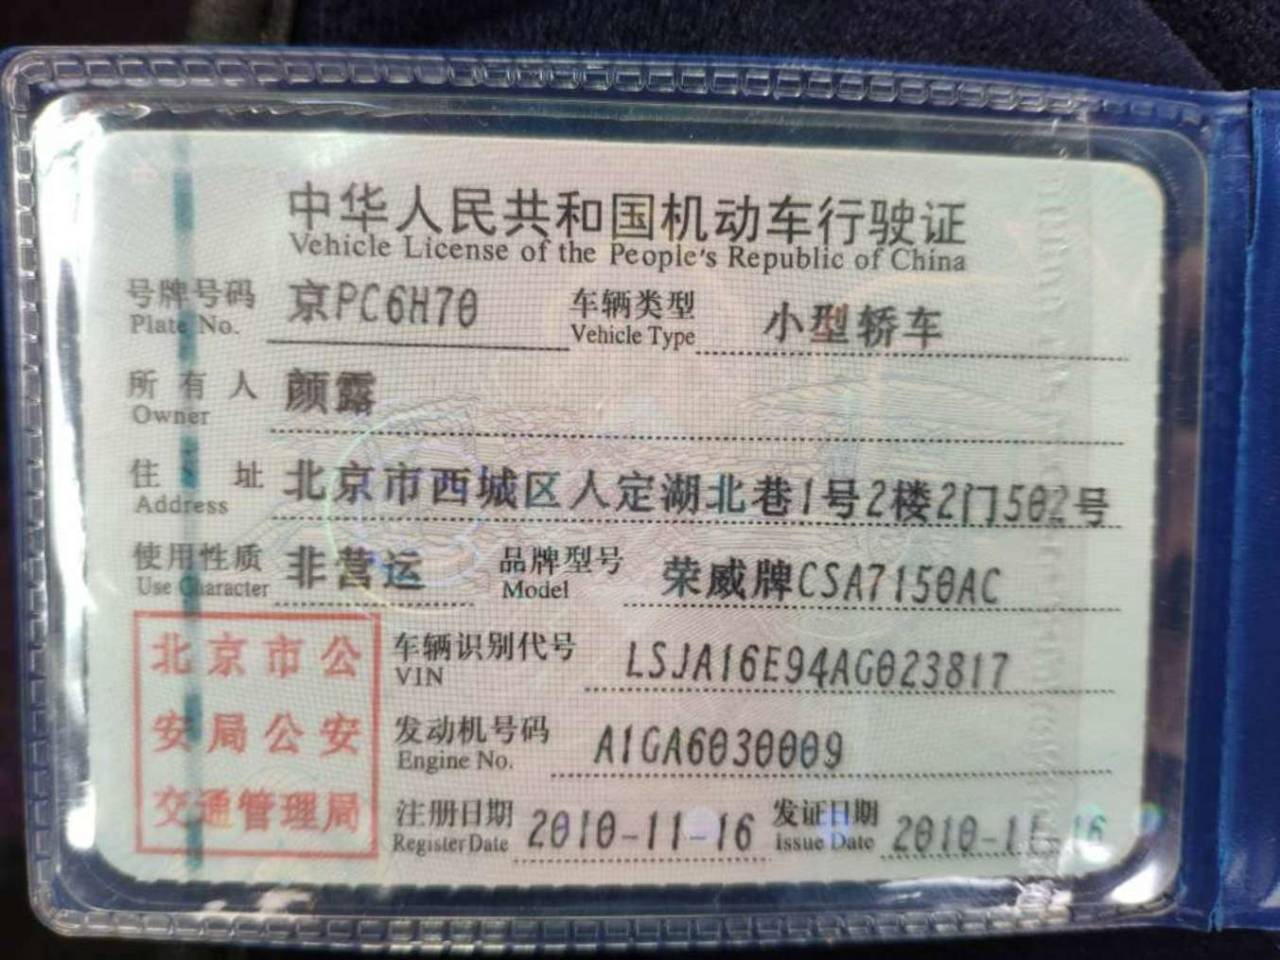 中华人民共和国机动车行驶证
Vehicle License of the People's Republic of China
号牌号码 京PC6H70 车辆类型 小型轿车
Plate No. Vehicle Type
所有人 颜露
Owner
住址 北京市西城区人定湖北巷1号2楼2门502号
Address
使用性质 非营运 品牌型号 荣威牌CSA7150AC
Use Character Model
北京市公
安局公安
交通管理局
车辆识别代号 LSJA16E94AG023817
VIN
发动机号码 A1GA6030009
Engine No.
注册日期 2010-11-16 发证日期 2010-11-16
Register Date Issue Date